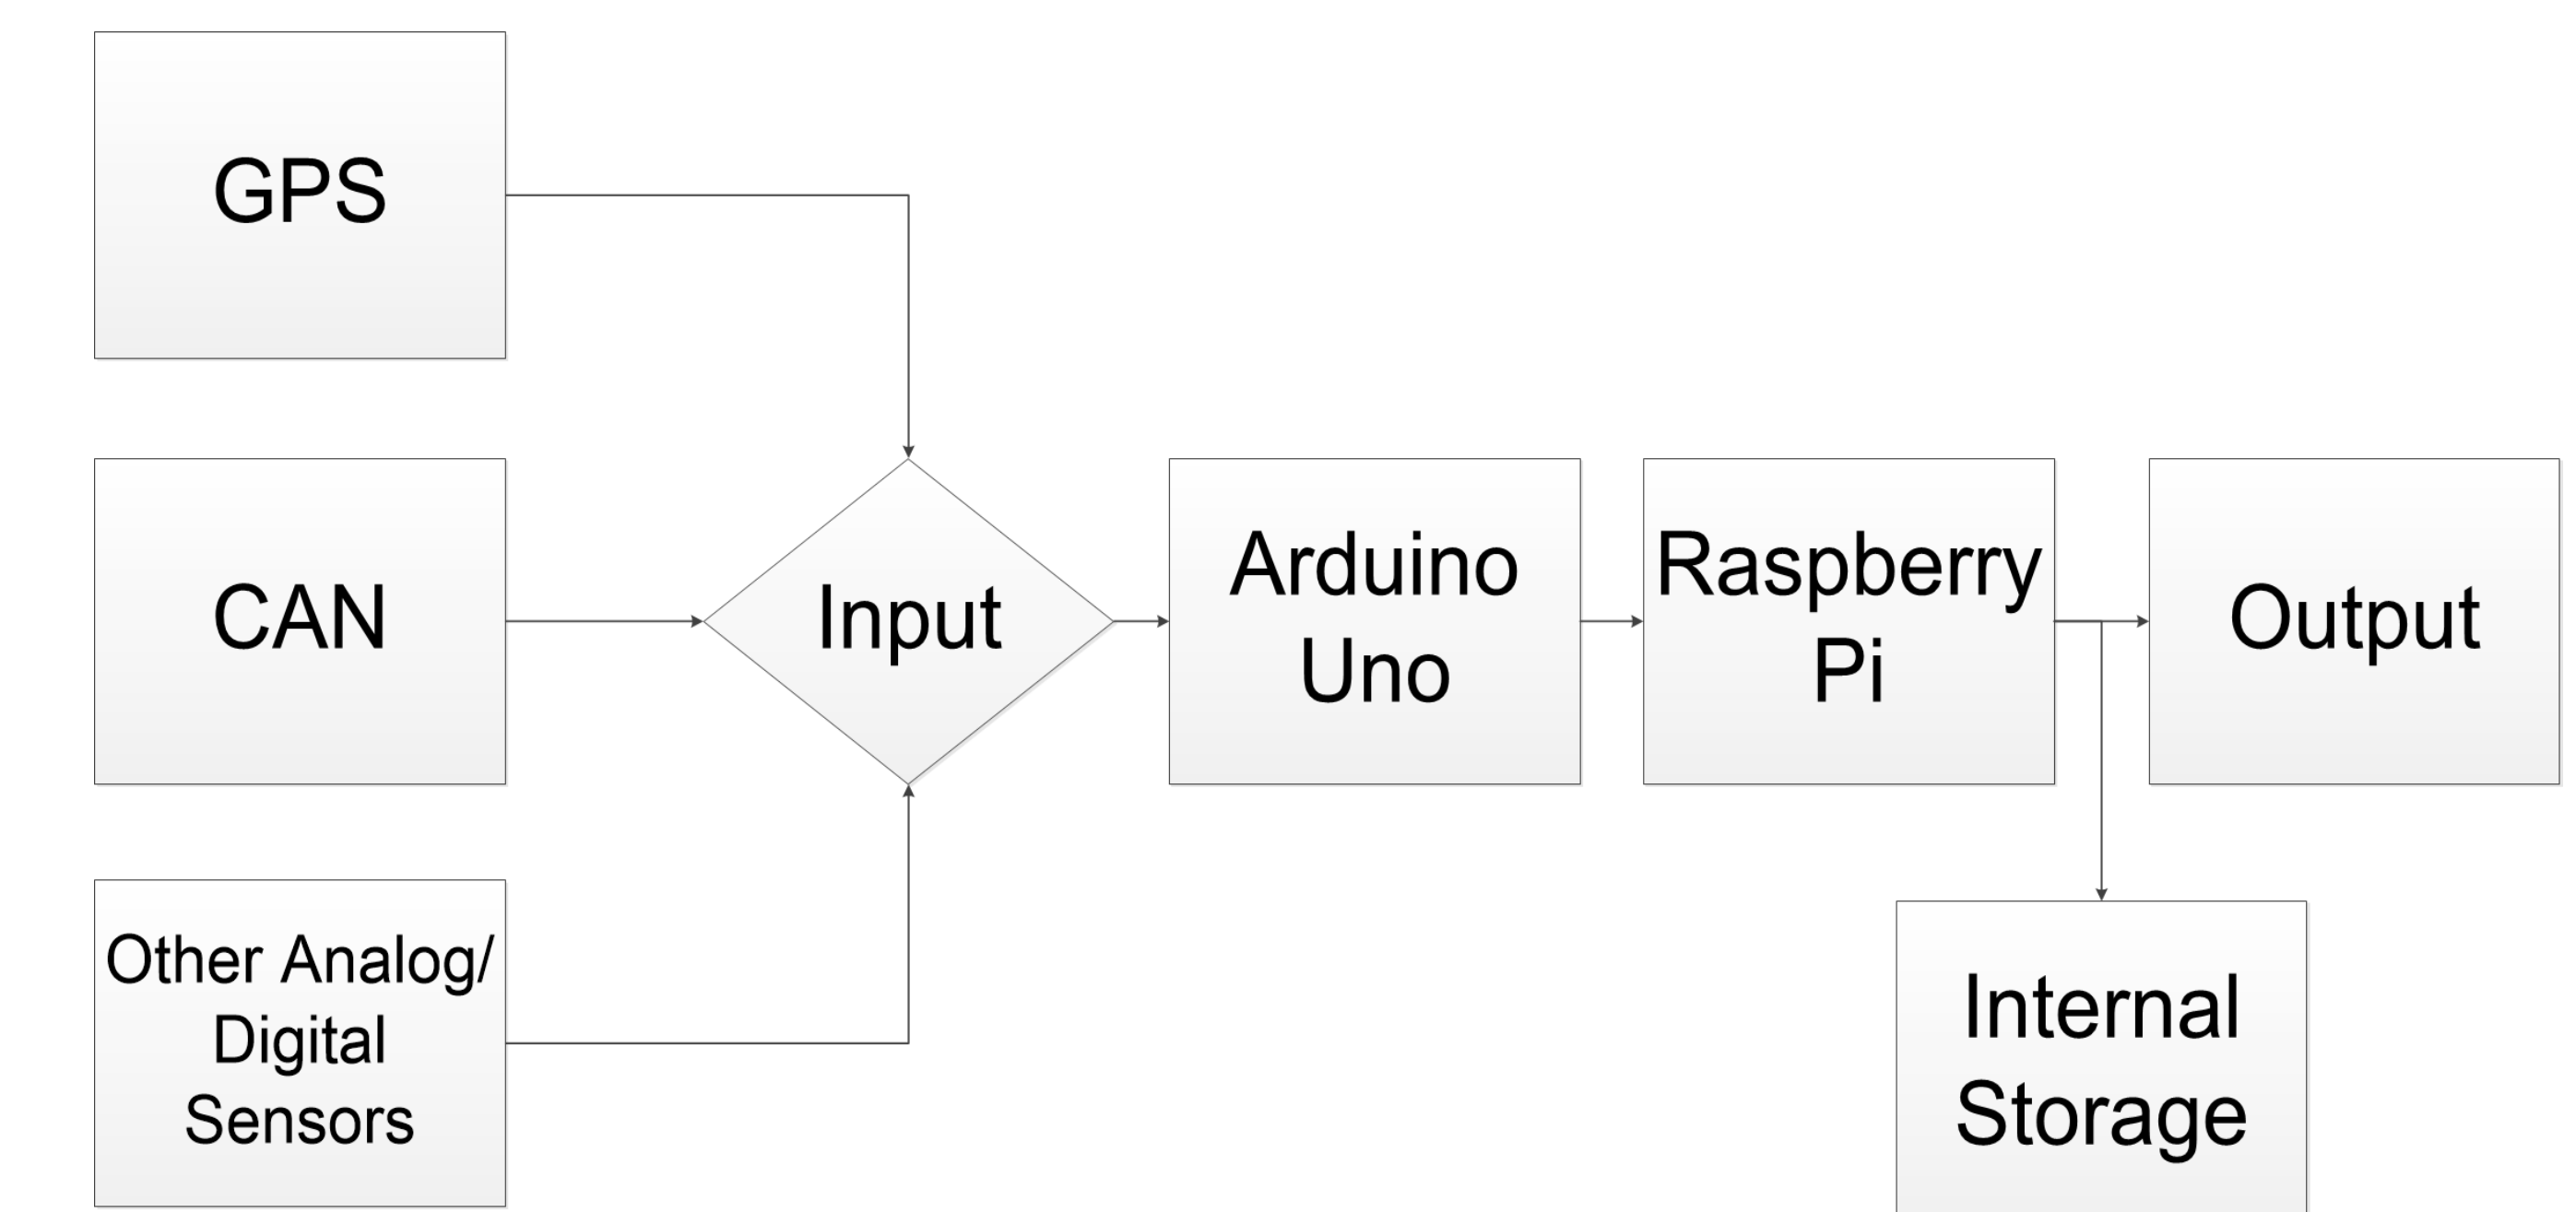 GPS
CAN
Other Analog/
Digital
Sensors
Input
Arduino
Uno
Raspberry
Pi
Output
Internal
Storage